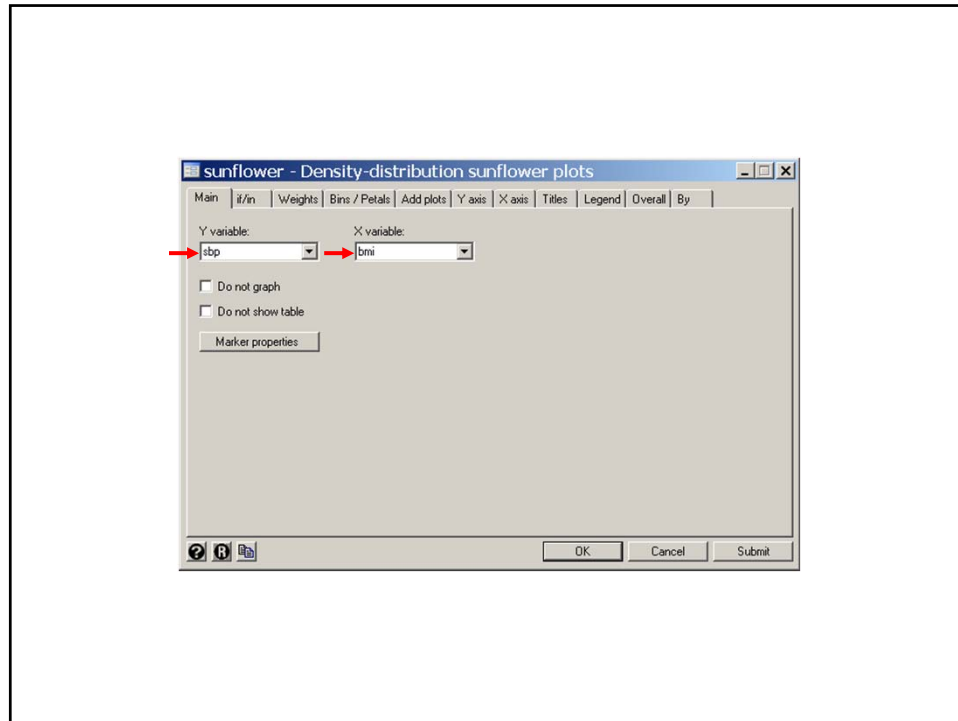 sunflower - Density-distribution sunflower plots
Main if/in Weights Bins / Petals Add plots Y axis X axis Titles Legend Overall By
Y variable: X variable:
sbp bmi
Do not graph
Do not show table
Marker properties
? R OK Cancel Submit